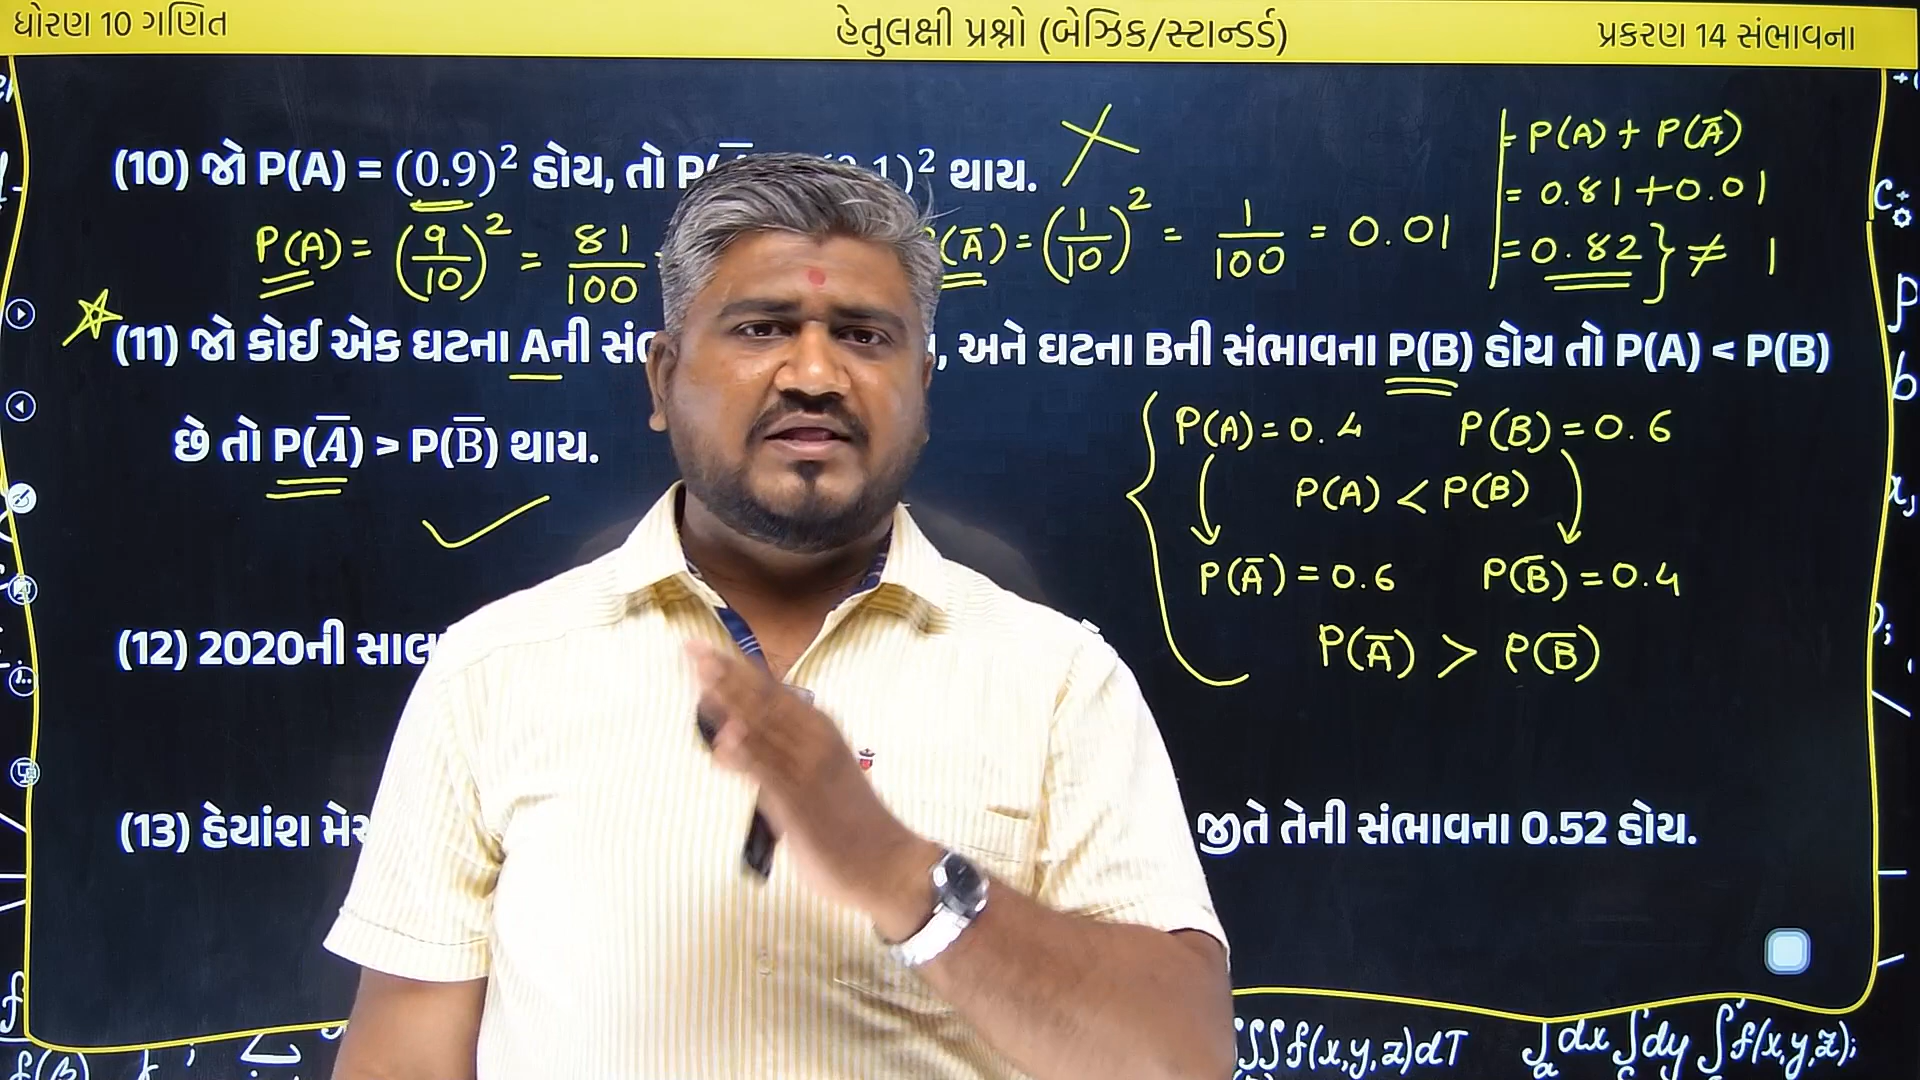 ધોરણ 10 ગણિત
હેતુલક્ષી પ્રશ્નો (બેઝિક/સ્ટાન્ડર્ડ)
પ્રકરણ 14 સંભાવના
(10) જો P(A) = (0.9)² હોય, તો થાય.
P(A) = (9/10)² = 81/100
(A̅) = (1/10)² = 1/100 = 0.01
= P(A) + P(A̅)
= 0.81 + 0.01
= 0.82 } ≠ 1
(11) જો કોઈ એક ઘટના Aની અને ઘટના Bની સંભાવના P(B) હોય તો P(A) < P(B)
છે તો P(A̅) > P(B̅) થાય.
P(A) = 0.4 P(B) = 0.6
P(A) < P(B)
P(A̅) = 0.6 P(B̅) = 0.4
P(A̅) > P(B̅)
(12) 2020ની
(13) હેયાંશ જીતે તેની સંભાવના 0.52 હોય.
∫∫∫f(x,y,z)dT